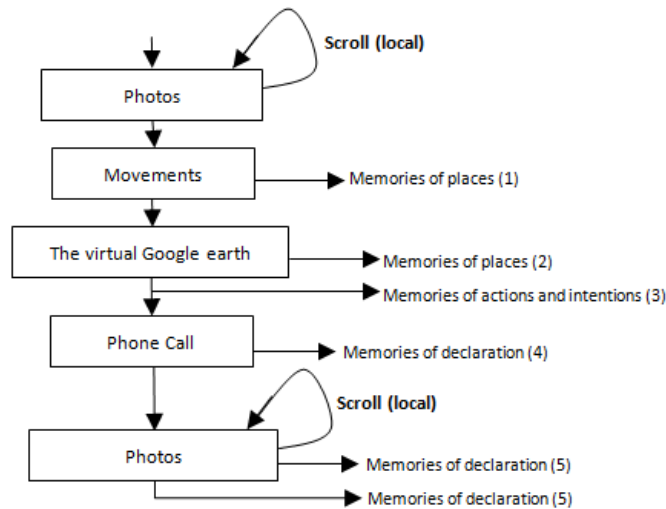 Scroll (local)
Photos
Movements
Memories of places (1)
The virtual Google earth
Memories of places (2)
Memories of actions and intentions (3)
Phone Call
Memories of declaration (4)
Scroll (local)
Photos
Memories of declaration (5)
Memories of declaration (5)